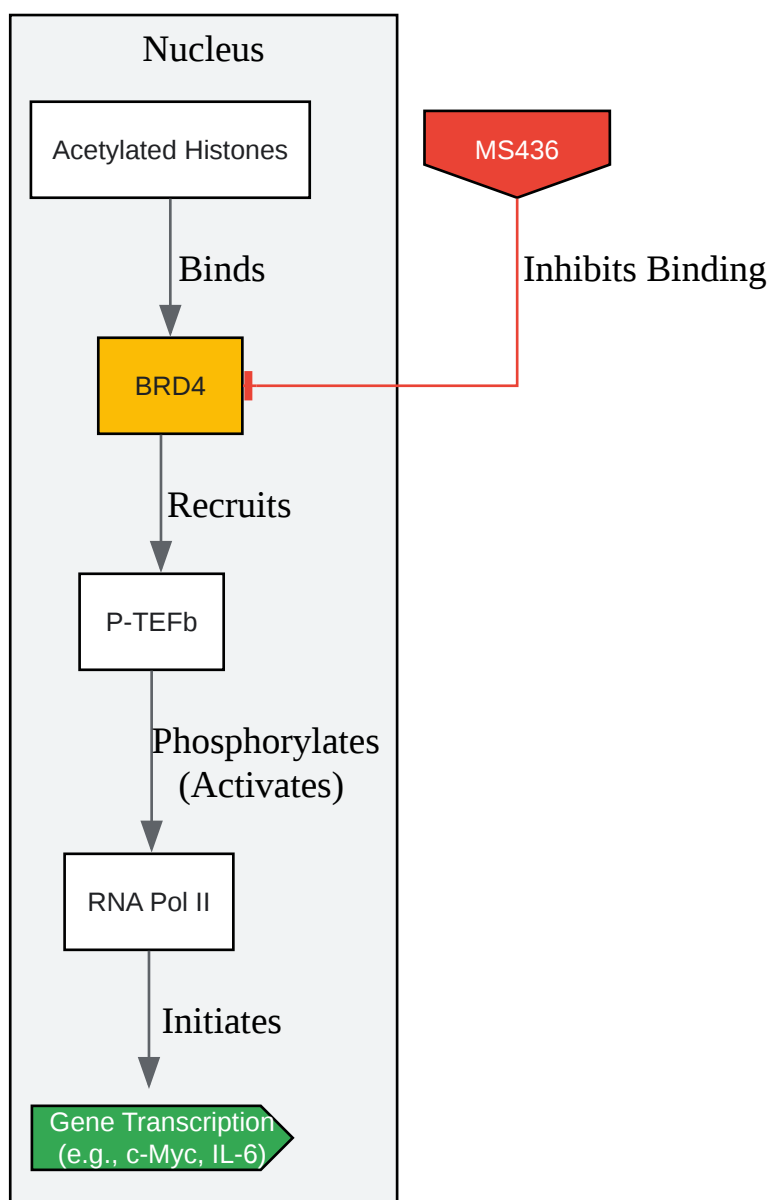 Nucleus
Acetylated Histones
MS436
Binds
Inhibits Binding
BRD4
Recruits
P-TEFb
Phosphorylates
(Activates)
RNA Pol II
Initiates
Gene Transcription
(e.g., c-Myc, IL-6)